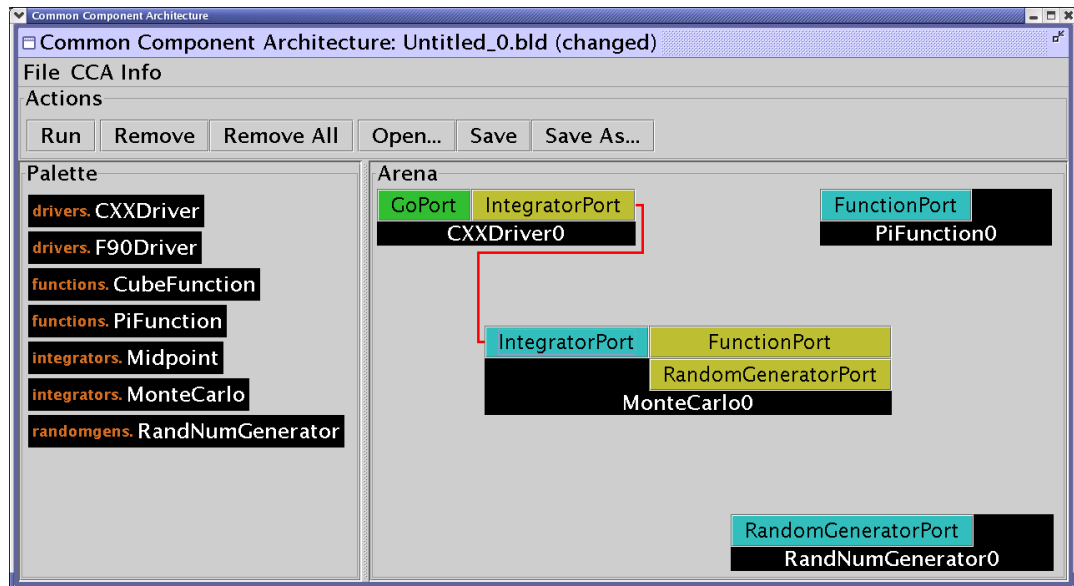 Common Component Architecture
Common Component Architecture: Untitled_0.bld (changed)
File CCA Info
Actions
Run Remove Remove All Open... Save Save As...
Palette
drivers. CXXDriver
drivers. F90Driver
functions. CubeFunction
functions. PiFunction
integrators. Midpoint
integrators. MonteCarlo
randomgens. RandNumGenerator
Arena
GoPort IntegratorPort
CXXDriver0
FunctionPort
PiFunction0
IntegratorPort FunctionPort
RandomGeneratorPort
MonteCarlo0
RandomGeneratorPort
RandNumGenerator0